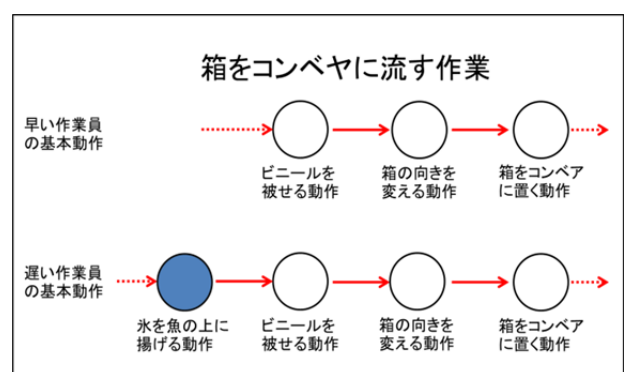 箱をコンベヤに流す作業
早い作業員
の基本動作
ビニールを
被せる動作
箱の向きを
変える動作
箱をコンベア
に置く動作
遅い作業員
の基本動作
氷を魚の上に
揚げる動作
ビニールを
被せる動作
箱の向きを
変える動作
箱をコンベア
に置く動作